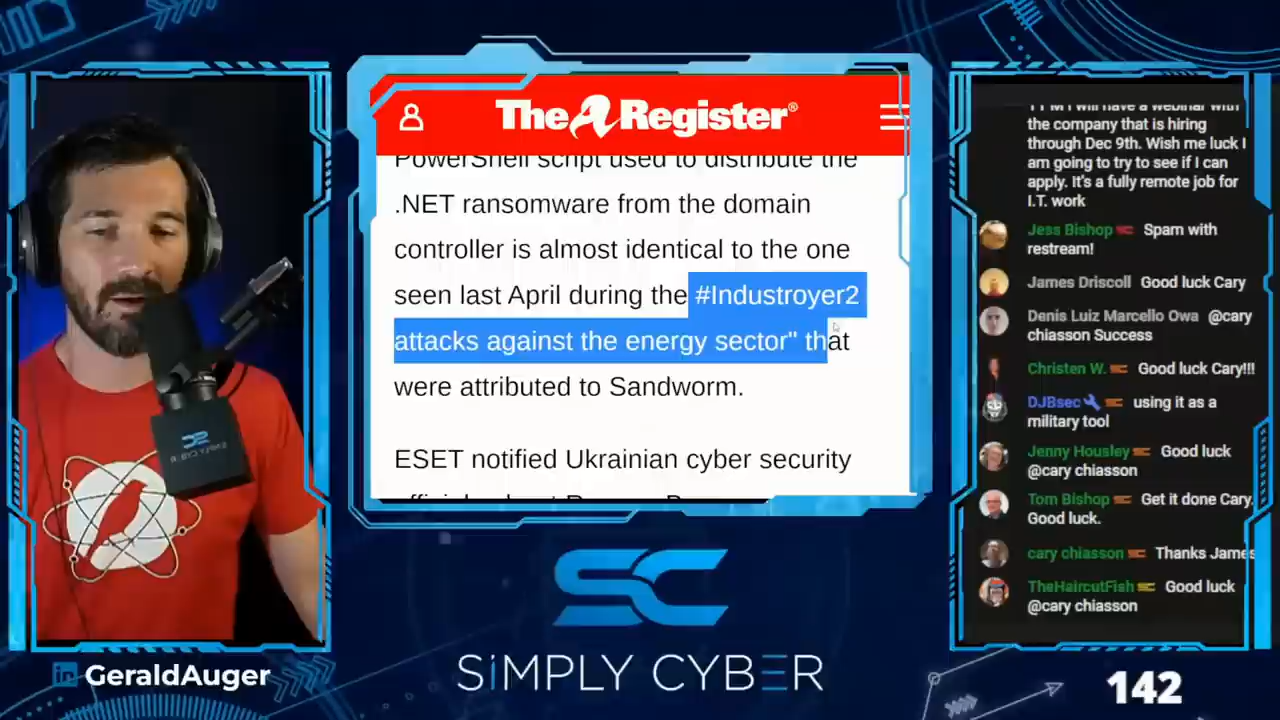 The Register®
PowerShell script used to distribute the
.NET ransomware from the domain
controller is almost identical to the one
seen last April during the #Industroyer2
attacks against the energy sector" that
were attributed to Sandworm.
ESET notified Ukrainian cyber security
SC
SiMPLY CYBER
in GeraldAuger
will have a webinar with
the company that is hiring
through Dec 9th. Wish me luck I
am going to try to see if I can
apply. It's a fully remote job for
I.T. work
Jess Bishop Spam with
restream!
James Driscoll Good luck Cary
Denis Luiz Marcello Owa @cary
chiasson Success
Christen W. Good luck Cary!!!
DJBsec using it as a
military tool
Jenny Housley Good luck
@cary chiasson
Tom Bishop Get it done Cary.
Good luck.
cary chiasson Thanks James
TheHaircutFish Good luck
@cary chiasson
142